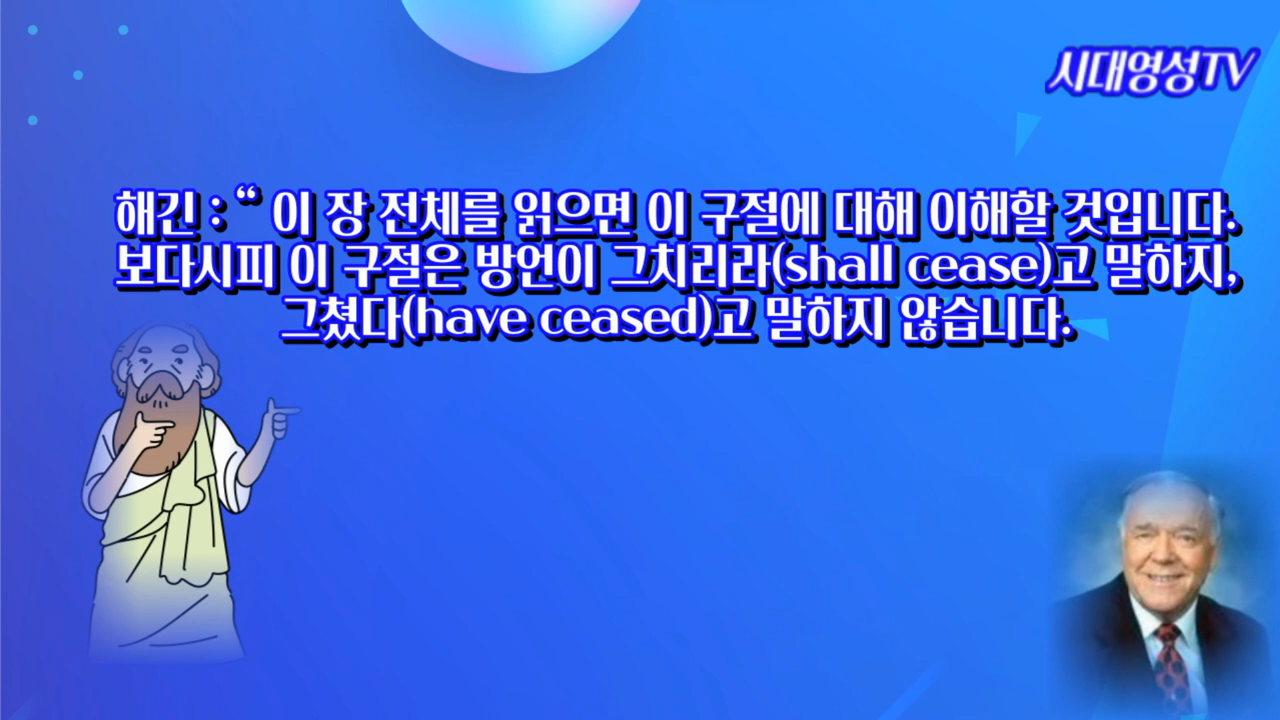 시대영성TV
해긴 : “ 이 장 전체를 읽으면 이 구절에 대해 이해할 것입니다.
보다시피 이 구절은 방언이 그치리라(shall cease)고 말하지,
그쳤다(have ceased)고 말하지 않습니다.